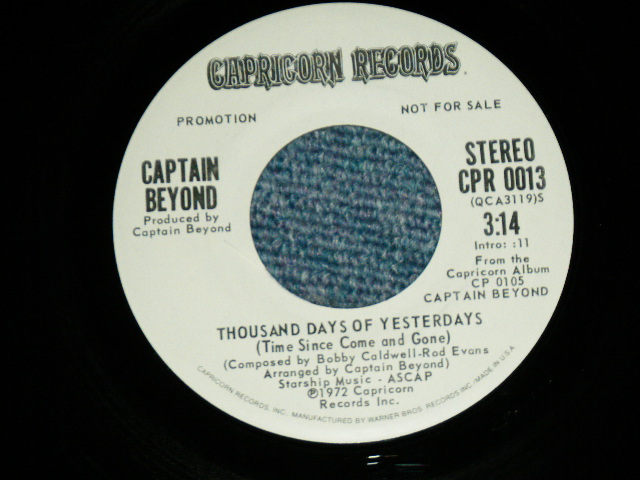 CAPRICORN RECORDS
PROMOTION
NOT FOR SALE
CAPTAIN
BEYOND
Produced by
Captain Beyond
STEREO
CPR 0013
(QCA3119)S
3:14
Intro: :11
From the
Capricorn Album
CP 0105
CAPTAIN BEYOND
THOUSAND DAYS OF YESTERDAYS
(Time Since Come and Gone)
(Composed by Bobby Caldwell-Rod Evans
Arranged by Captain Beyond)
Starship Music - ASCAP
℗1972 Capricorn
Records Inc.
CAPRICORN RECORDS, INC. MANUFACTURED BY WARNER BROS. RECORDS INC./MADE IN U.S.A.